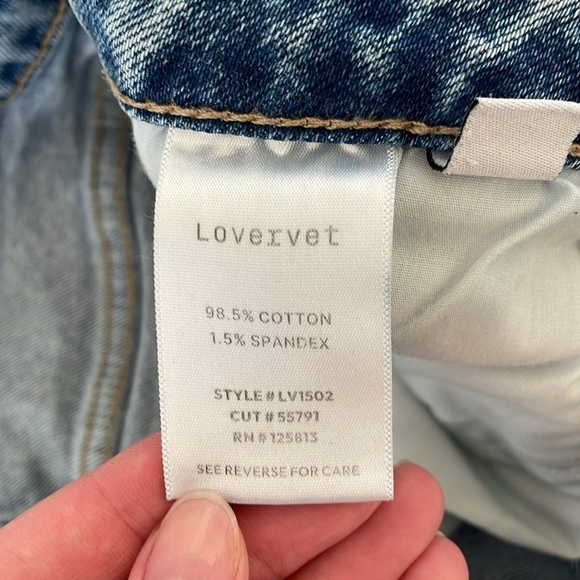 Lovervet
98.5% COTTON
1.5% SPANDEX
STYLE # LV1502
CUT # 55791
RN # 125813
SEE REVERSE FOR CARE